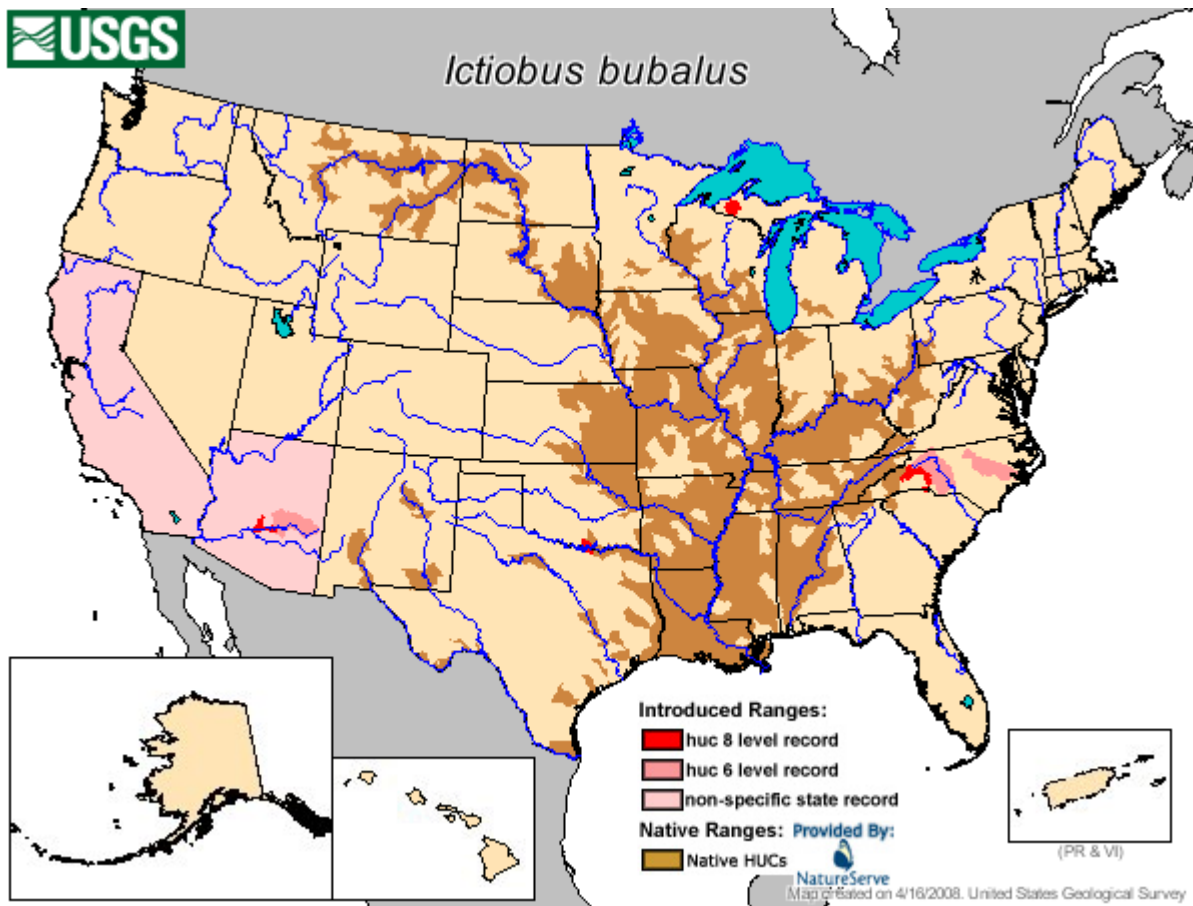 USGS
Ictiobus bubalus
Introduced Ranges:
huc 8 level record
huc 6 level record
non-specific state record
Native Ranges: Provided By:
Native HUCs
NatureServe
(PR & VI)
Map created on 4/16/2008. United States Geological Survey